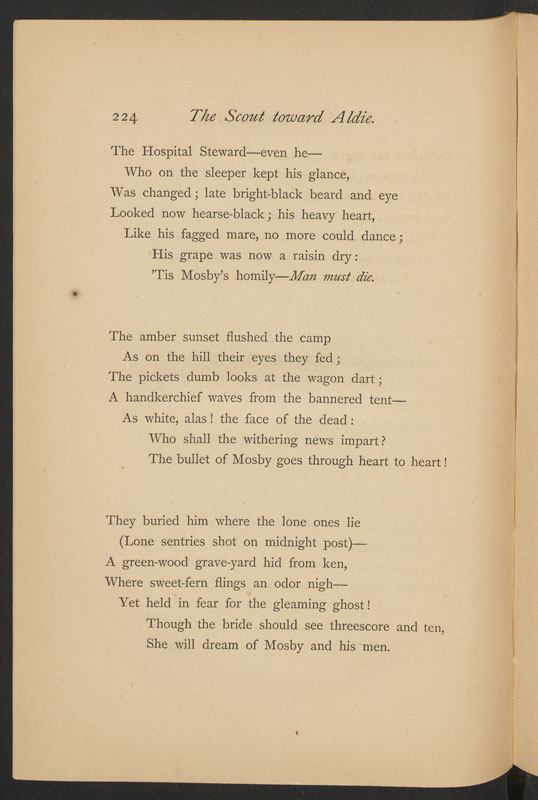 224 The Scout toward Aldie.
The Hospital Steward—even he—
Who on the sleeper kept his glance,
Was changed; late bright-black beard and eye
Looked now hearse-black; his heavy heart,
Like his fagged mare, no more could dance;
His grape was now a raisin dry:
'Tis Mosby's homily—Man must die.
The amber sunset flushed the camp
As on the hill their eyes they fed;
The pickets dumb looks at the wagon dart;
A handkerchief waves from the bannered tent—
As white, alas! the face of the dead:
Who shall the withering news impart?
The bullet of Mosby goes through heart to heart!
They buried him where the lone ones lie
(Lone sentries shot on midnight post)—
A green-wood grave-yard hid from ken,
Where sweet-fern flings an odor nigh—
Yet held in fear for the gleaming ghost!
Though the bride should see threescore and ten,
She will dream of Mosby and his men.